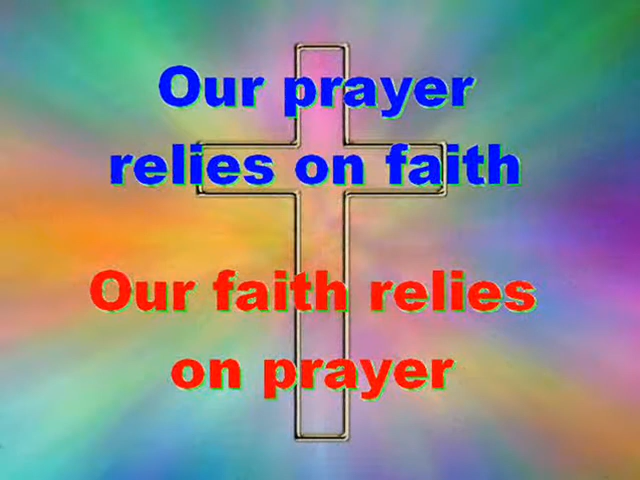 Our prayer
relies on faith
Our faith relies
on prayer